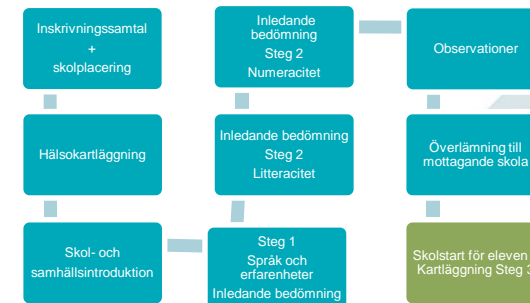 Inskrivningssamtal
+
skolplacering
Hälsokartläggning
Skol- och
samhällsintroduktion
Steg 1
Språk och
erfarenheter
Inledande bedömning
Inledande bedömning
Steg 2
Litteracitet
Inledande
bedömning
Steg 2
Numeracitet
Observationer
Överlämning till
mottagande skola
Skolstart för eleven
Kartläggning Steg 3